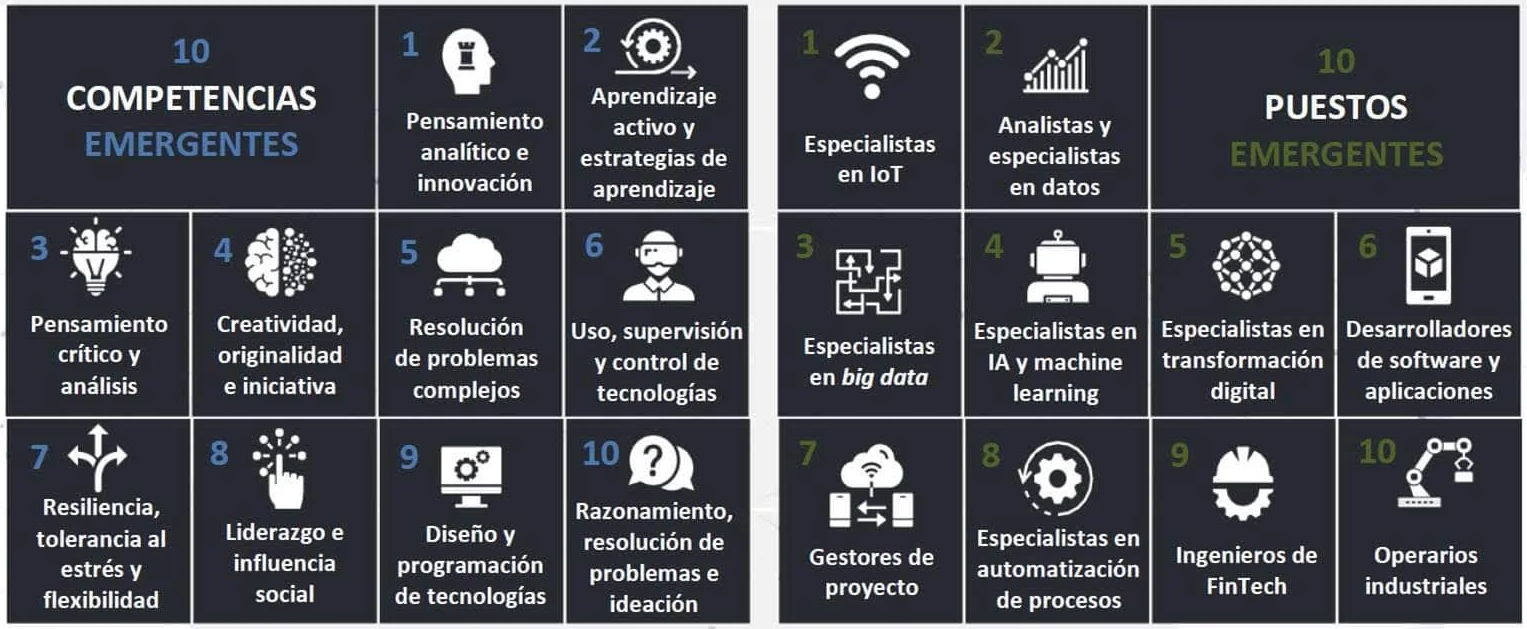 10
COMPETENCIAS
EMERGENTES
1
Pensamiento
analítico e
innovación
2
Aprendizaje
activo y
estrategias de
aprendizaje
3
Pensamiento
crítico y
análisis
4
Creatividad,
originalidad
e iniciativa
5
Resolución
de problemas
complejos
6
Uso, supervisión
y control de
tecnologías
7
Resiliencia,
tolerancia al
estrés y
flexibilidad
8
Liderazgo e
influencia
social
9
Diseño y
programación
de tecnologías
10
?
Razonamiento,
resolución de
problemas e
ideación
1
Especialistas
en IoT
2
Analistas y
especialistas
en datos
10
PUESTOS
EMERGENTES
3
Especialistas
en big data
4
Especialistas en
IA y machine
learning
5
Especialistas en
transformación
digital
6
Desarrolladores
de software y
aplicaciones
7
Gestores de
proyecto
8
Especialistas en
automatización
de procesos
9
Ingenieros de
FinTech
10
Operarios
industriales